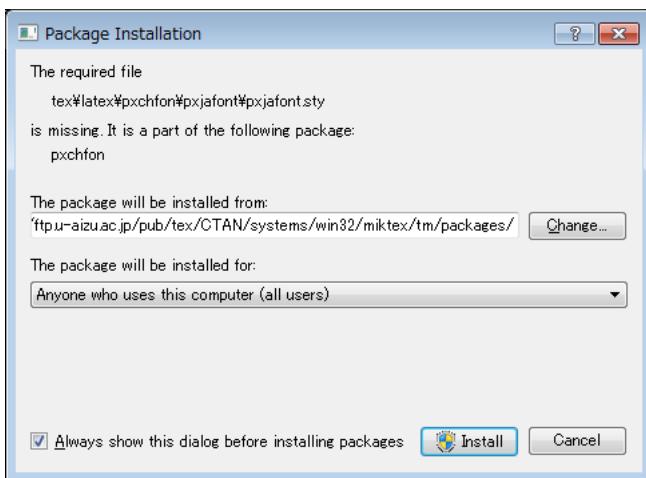 Package Installation
The required file
tex¥latex¥pxchfon¥pxjafont¥pxjafont.sty
is missing. It is a part of the following package:
pxchfon
The package will be installed from:
ftp.u-aizu.ac.jp/pub/tex/CTAN/systems/win32/miktex/tm/packages/
Change...
The package will be installed for:
Anyone who uses this computer (all users)
Always show this dialog before installing packages
Install
Cancel